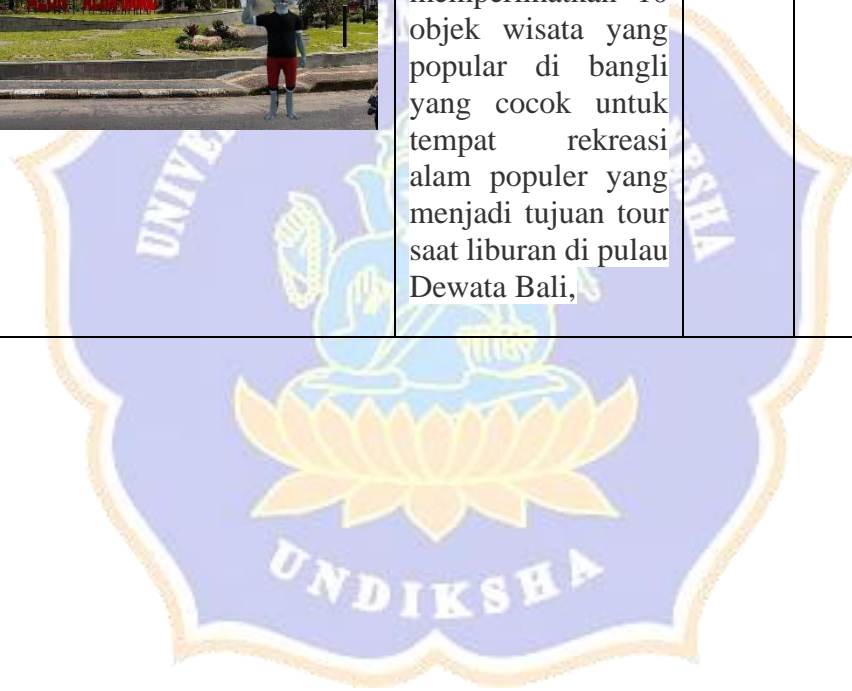 objek wisata yang
popular di bangli
yang cocok untuk
tempat rekreasi
alam populer yang
menjadi tujuan tour
saat liburan di pulau
Dewata Bali,
UNDIKSHA